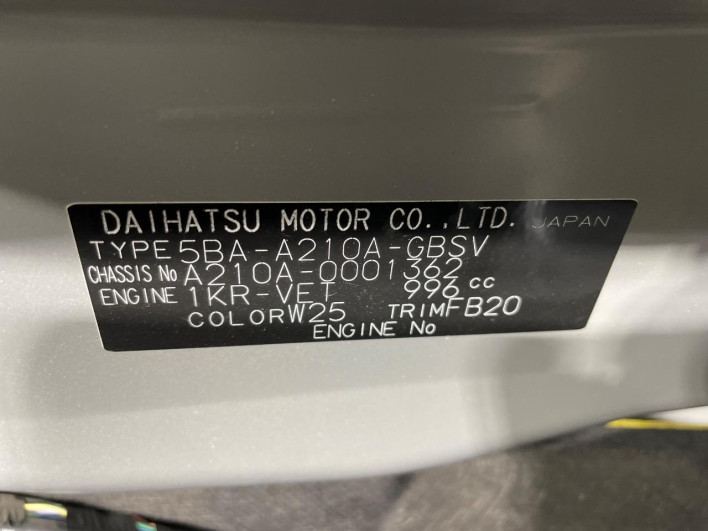 DAIHATSU MOTOR CO.,LTD. JAPAN
TYPE 5BA-A210A-GBSV
CHASSIS No A210A-0001362
ENGINE 1KR-VET 996 cc
COLOR W25 TRIM FB20
ENGINE No